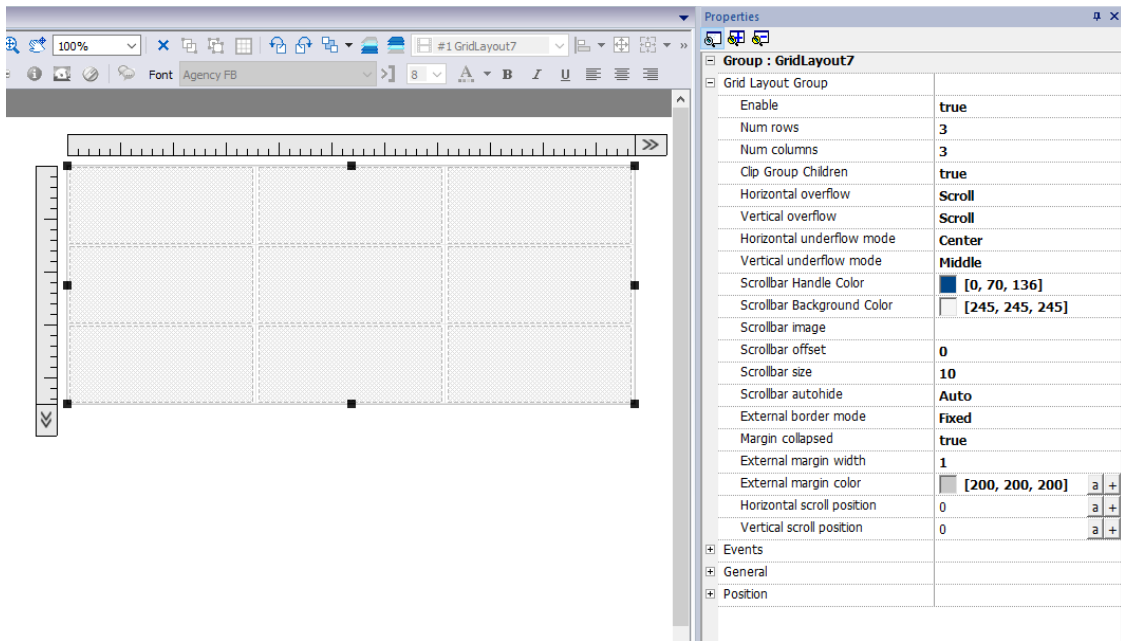 Properties
100%
#1 GridLayout7
»
Font
Agency FB
8
A
B
I
U
Group : GridLayout7
Grid Layout Group
Enable
true
Num rows
3
Num columns
3
Clip Group Children
true
Horizontal overflow
Scroll
Vertical overflow
Scroll
Horizontal underflow mode
Center
Vertical underflow mode
Middle
Scrollbar Handle Color
[0, 70, 136]
Scrollbar Background Color
[245, 245, 245]
Scrollbar image
Scrollbar offset
0
Scrollbar size
10
Scrollbar autohide
Auto
External border mode
Fixed
Margin collapsed
true
External margin width
1
External margin color
[200, 200, 200]
a +
Horizontal scroll position
0
a +
Vertical scroll position
0
a +
Events
General
Position